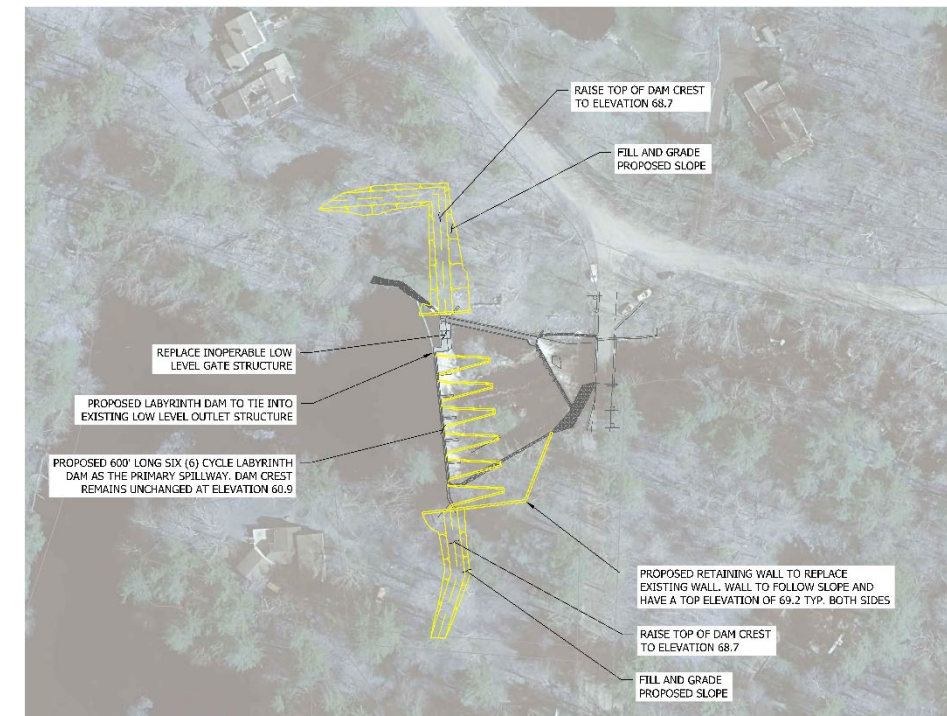 RAISE TOP OF DAM CREST
TO ELEVATION 68.7
FILL AND GRADE
PROPOSED SLOPE
REPLACE INOPERABLE LOW
LEVEL GATE STRUCTURE
PROPOSED LABYRINTH DAM TO TIE INTO
EXISTING LOW LEVEL OUTLET STRUCTURE
PROPOSED 600' LONG SIX (6) CYCLE LABYRINTH
DAM AS THE PRIMARY SPILLWAY. DAM CREST
REMAINS UNCHANGED AT ELEVATION 60.9
PROPOSED RETAINING WALL TO REPLACE
EXISTING WALL. WALL TO FOLLOW SLOPE AND
HAVE A TOP ELEVATION OF 69.2 TYP. BOTH SIDES
RAISE TOP OF DAM CREST
TO ELEVATION 68.7
FILL AND GRADE
PROPOSED SLOPE